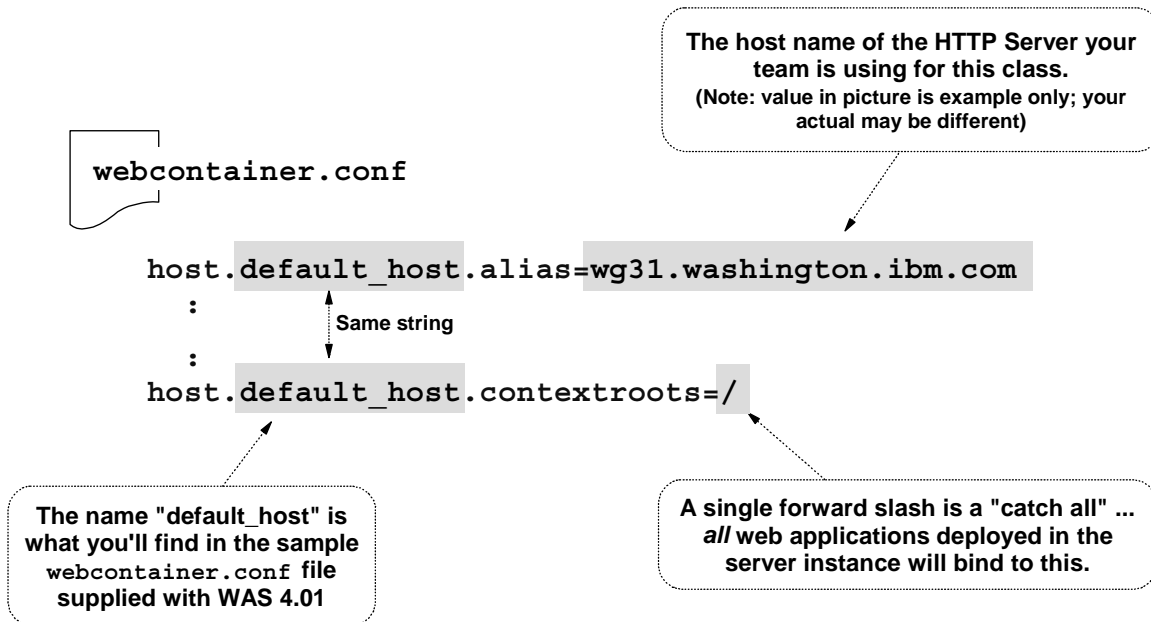 The host name of the HTTP Server your
team is using for this class.
(Note: value in picture is example only; your
actual may be different)
webcontainer.conf
host.default_host.alias=wg31.washington.ibm.com
:
Same string
:
host.default_host.contextroots=/
The name "default_host" is
what you'll find in the sample
webcontainer.conf file
supplied with WAS 4.01
A single forward slash is a "catch all" ...
all web applications deployed in the
server instance will bind to this.